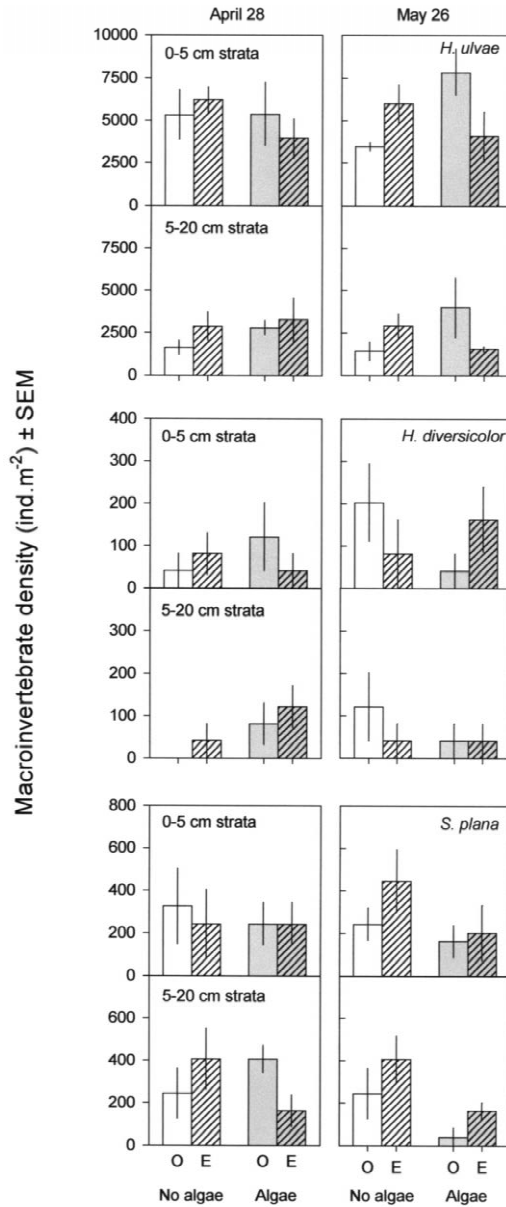 April 28 May 26
10000 0-5 cm strata H. ulvae
7500
5000
2500
0
7500 5-20 cm strata
5000
2500
0
400 0-5 cm strata H. diversicolor
300
200
100
0
300 5-20 cm strata
200
100
0
800 0-5 cm strata S. plana
600
400
200
0
600 5-20 cm strata
400
200
0
O E O E O E O E
No algae Algae No algae Algae
Macroinvertebrate density (ind.m⁻²) ± SEM